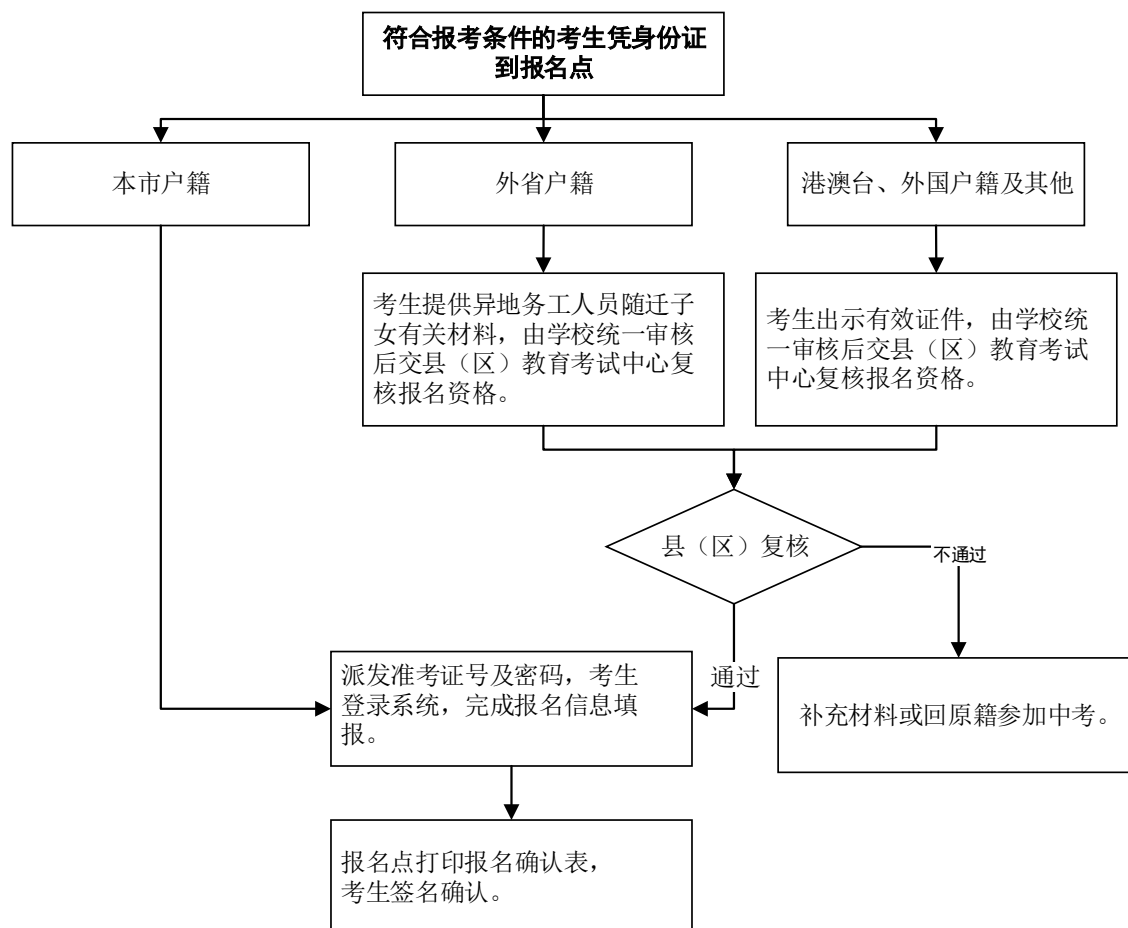 符合报考条件的考生凭身份证
到报名点
本市户籍
外省户籍
港澳台、外国户籍及其他
考生提供异地务工人员随迁子
女有关材料，由学校统一审核
后交县（区）教育考试中心复
核报名资格。
考生出示有效证件，由学校统
一审核后交县（区）教育考试
中心复核报名资格。
县（区）复核
不通过
通过
派发准考证号及密码，考生
登录系统，完成报名信息填
报。
补充材料或回原籍参加中考。
报名点打印报名确认表，
考生签名确认。